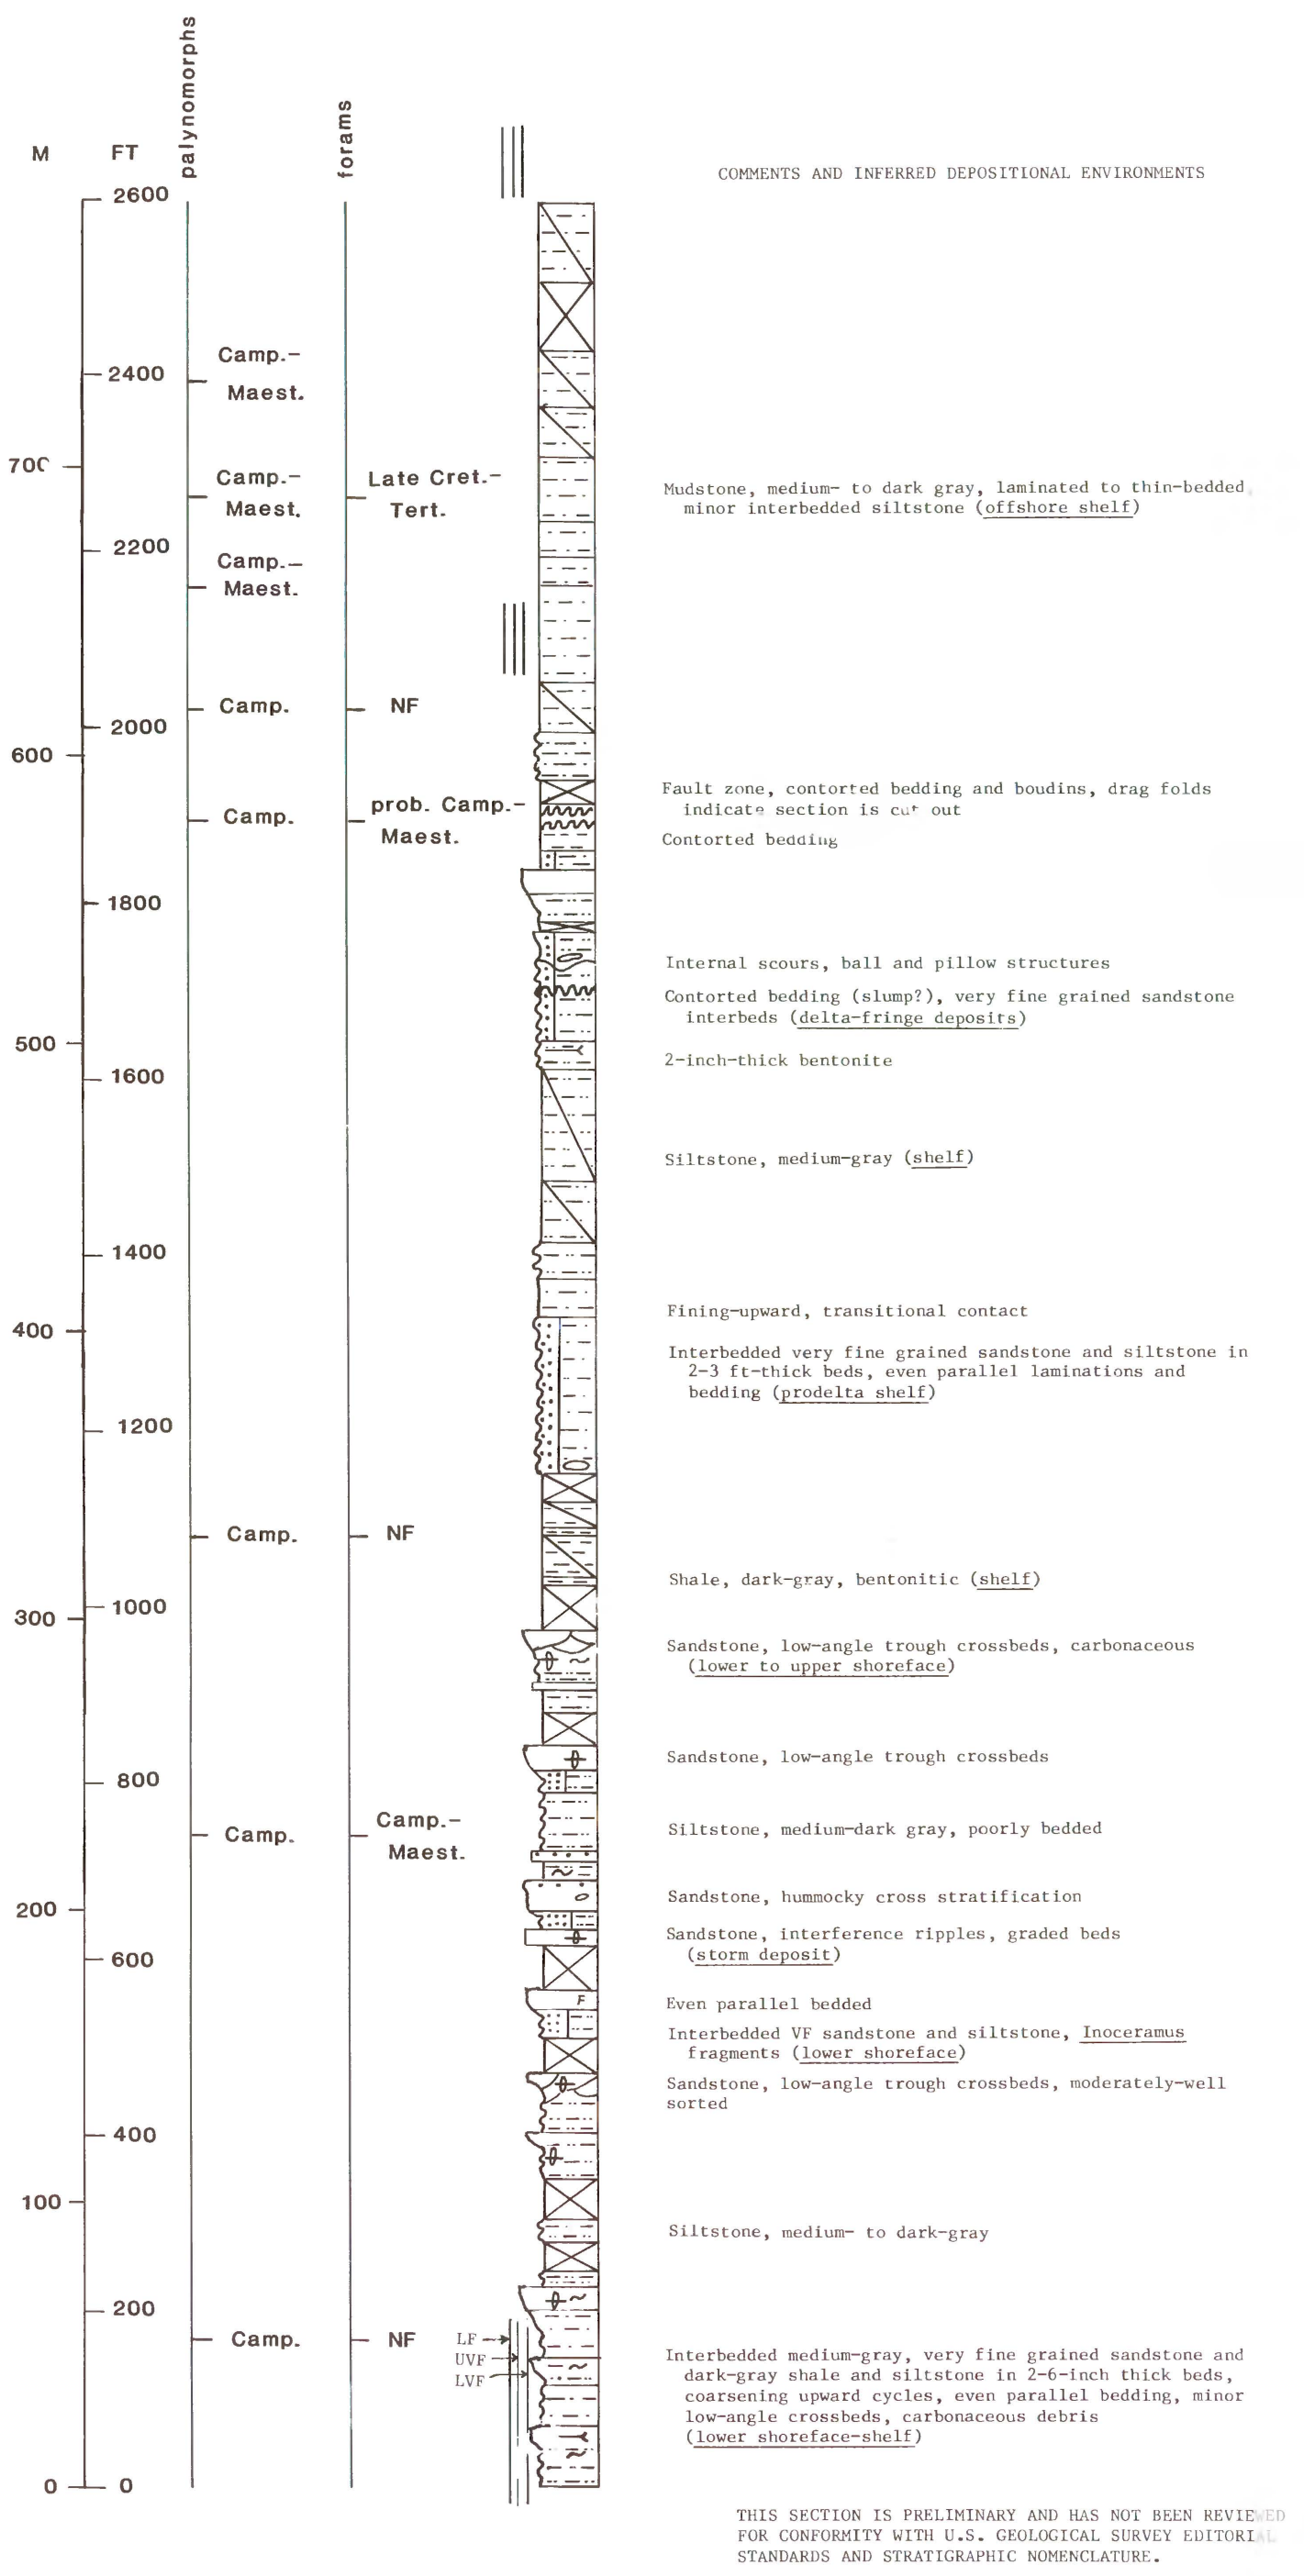 palynomorphs
forams
M
FT
COMMENTS AND INFERRED DEPOSITIONAL ENVIRONMENTS
2600
Camp.-
2400
Maest.
700
Camp.-
Late Cret.-
Mudstone, medium- to dark gray, laminated to thin-bedded,
Maest.
Tert.
minor interbedded siltstone (offshore shelf)
2200
Camp.-
Maest.
Camp.
NF
2000
600
Fault zone, contorted bedding and boudins, drag folds
prob. Camp.-
indicate section is cut out
Camp.
Maest.
Contorted bedding
1800
Internal scours, ball and pillow structures
Contorted bedding (slump?), very fine grained sandstone
interbeds (delta-fringe deposits)
500
2-inch-thick bentonite
1600
Siltstone, medium-gray (shelf)
1400
Fining-upward, transitional contact
400
Interbedded very fine grained sandstone and siltstone in
2-3 ft-thick beds, even parallel laminations and
bedding (prodelta shelf)
1200
Camp.
NF
Shale, dark-gray, bentonitic (shelf)
1000
300
Sandstone, low-angle trough crossbeds, carbonaceous
(lower to upper shoreface)
Sandstone, low-angle trough crossbeds
800
Camp.-
Camp.
Siltstone, medium-dark gray, poorly bedded
Maest.
Sandstone, hummocky cross stratification
200
Sandstone, interference ripples, graded beds
(storm deposit)
600
F
Even parallel bedded
Interbedded VF sandstone and siltstone, Inoceramus
fragments (lower shoreface)
Sandstone, low-angle trough crossbeds, moderately-well
sorted
400
100
Siltstone, medium- to dark-gray
200
Camp.
NF
LF
UVF
LVF
Interbedded medium-gray, very fine grained sandstone and
dark-gray shale and siltstone in 2-6-inch thick beds,
coarsening upward cycles, even parallel bedding, minor
low-angle crossbeds, carbonaceous debris
(lower shoreface-shelf)
0
0
THIS SECTION IS PRELIMINARY AND HAS NOT BEEN REVIEWED
FOR CONFORMITY WITH U.S. GEOLOGICAL SURVEY EDITORIAL
STANDARDS AND STRATIGRAPHIC NOMENCLATURE.